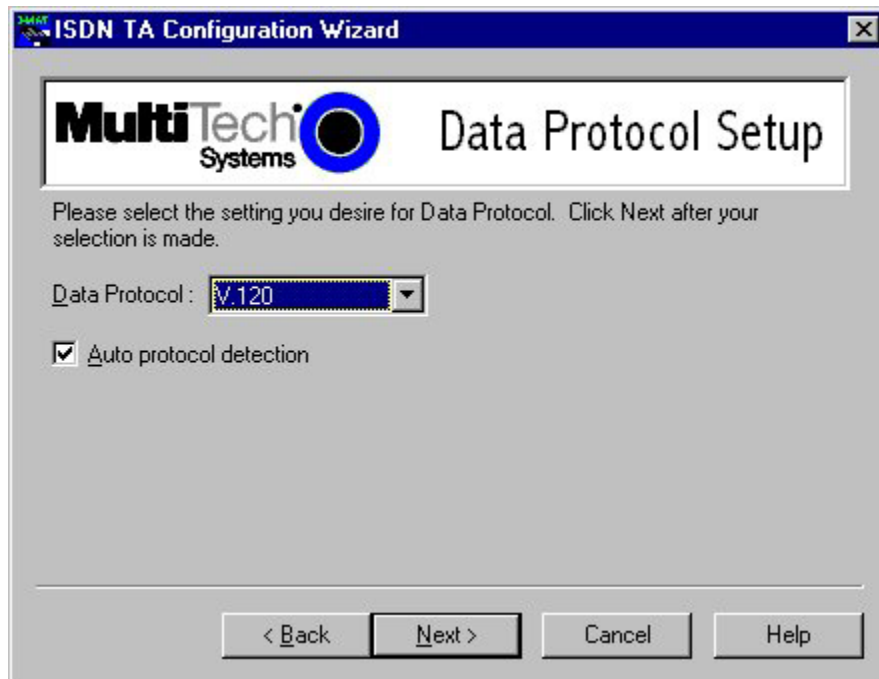 ISDN TA Configuration Wizard
MultiTech Systems
Data Protocol Setup
Please select the setting you desire for Data Protocol. Click Next after your
selection is made.
Data Protocol : V.120
Auto protocol detection
< Back Next > Cancel Help